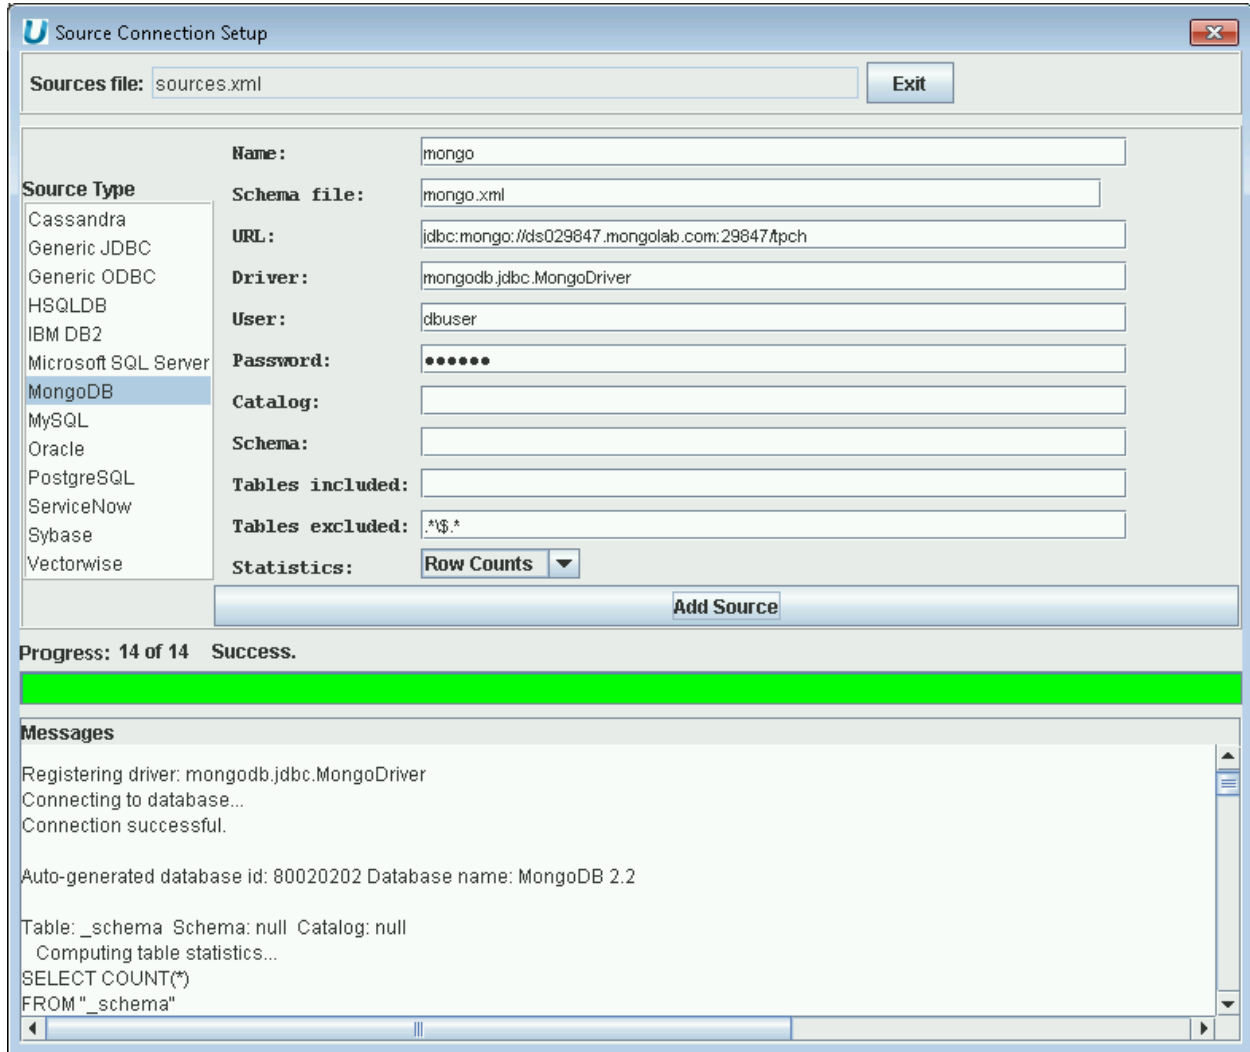 Source Connection Setup
Sources file: sources.xml Exit
Name: mongo
Source Type
Schema file: mongo.xml
Cassandra
URL: jdbc:mongo://ds029847.mongolab.com:29847/tpch
Generic JDBC
Generic ODBC
Driver: mongodb.jdbc.MongoDriver
HSQLDB
User: dbuser
IBM DB2
Microsoft SQL Server
Password: ●●●●●●
MongoDB
Catalog:
MySQL
Oracle
Schema:
PostgreSQL
Tables included:
ServiceNow
Tables excluded: .*\$.*
Sybase
Vectorwise
Statistics: Row Counts
Add Source
Progress: 14 of 14 Success.
Messages
Registering driver: mongodb.jdbc.MongoDriver
Connecting to database...
Connection successful.
Auto-generated database id: 80020202 Database name: MongoDB 2.2
Table: _schema Schema: null Catalog: null
Computing table statistics...
SELECT COUNT(*)
FROM "_schema"